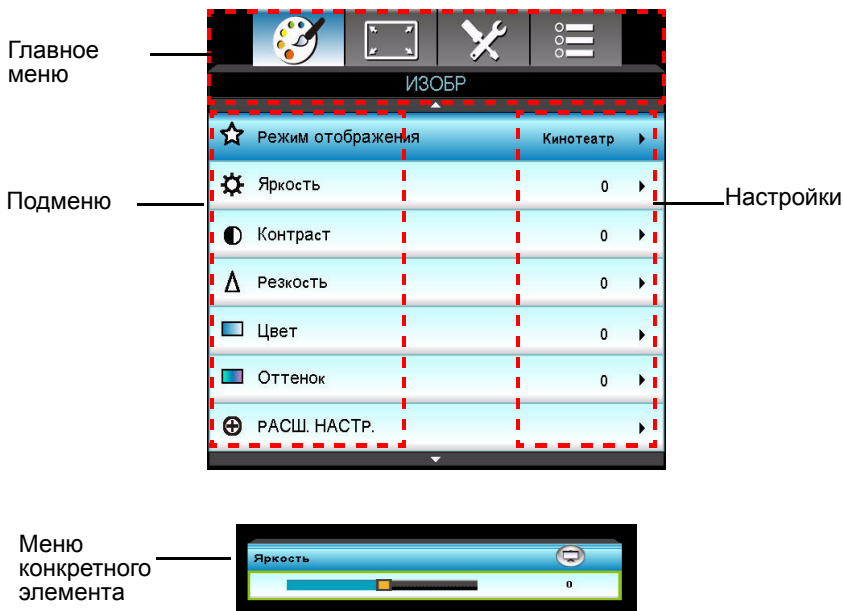 Главное
меню
ИЗОБР
Режим отображения Кинотеатр
Подменю
Яркость 0
Настройки
Контраст 0
Резкость 0
Цвет 0
Оттенок 0
РАСШ. НАСТР.
Меню
конкретного
элемента
Яркость
0